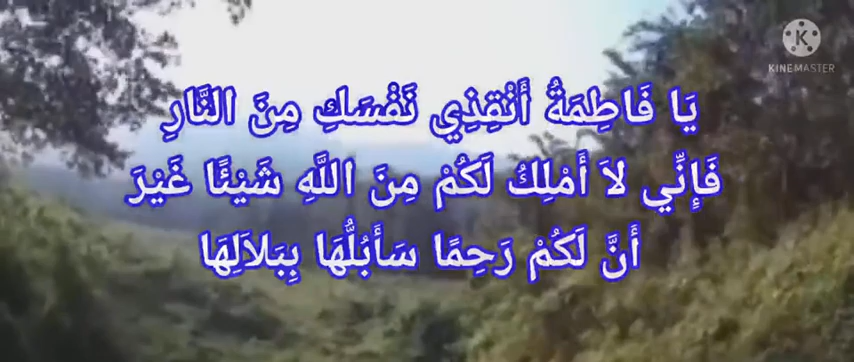 KINEMASTER
يَا فَاطِمَةُ أَنْقِذِي نَفْسَكِ مِنَ النَّارِ
فَإِنِّي لاَ أَمْلِكُ لَكُمْ مِنَ اللَّهِ شَيْئًا غَيْرَ
أَنَّ لَكُمْ رَحِمًا سَأَبُلُّهَا بِبَلاَلِهَا